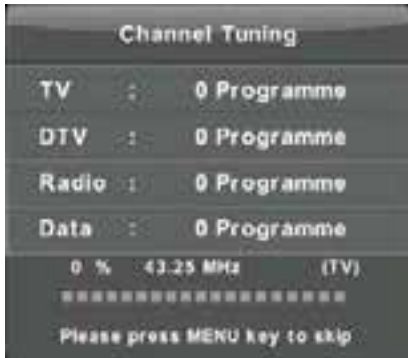 Channel Tuning
TV : 0 Programme
DTV : 0 Programme
Radio : 0 Programme
Data : 0 Programme
0 % 43.25 MHz (TV)
Please press MENU key to skip